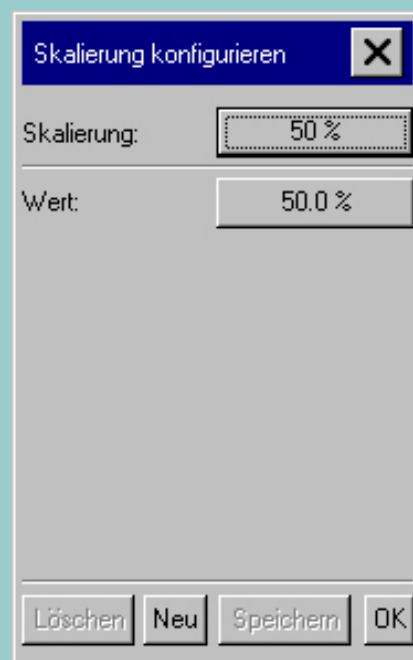 Skalierung konfigurieren
Skalierung: 50 %
Wert: 50.0 %
Löschen Neu Speichern OK